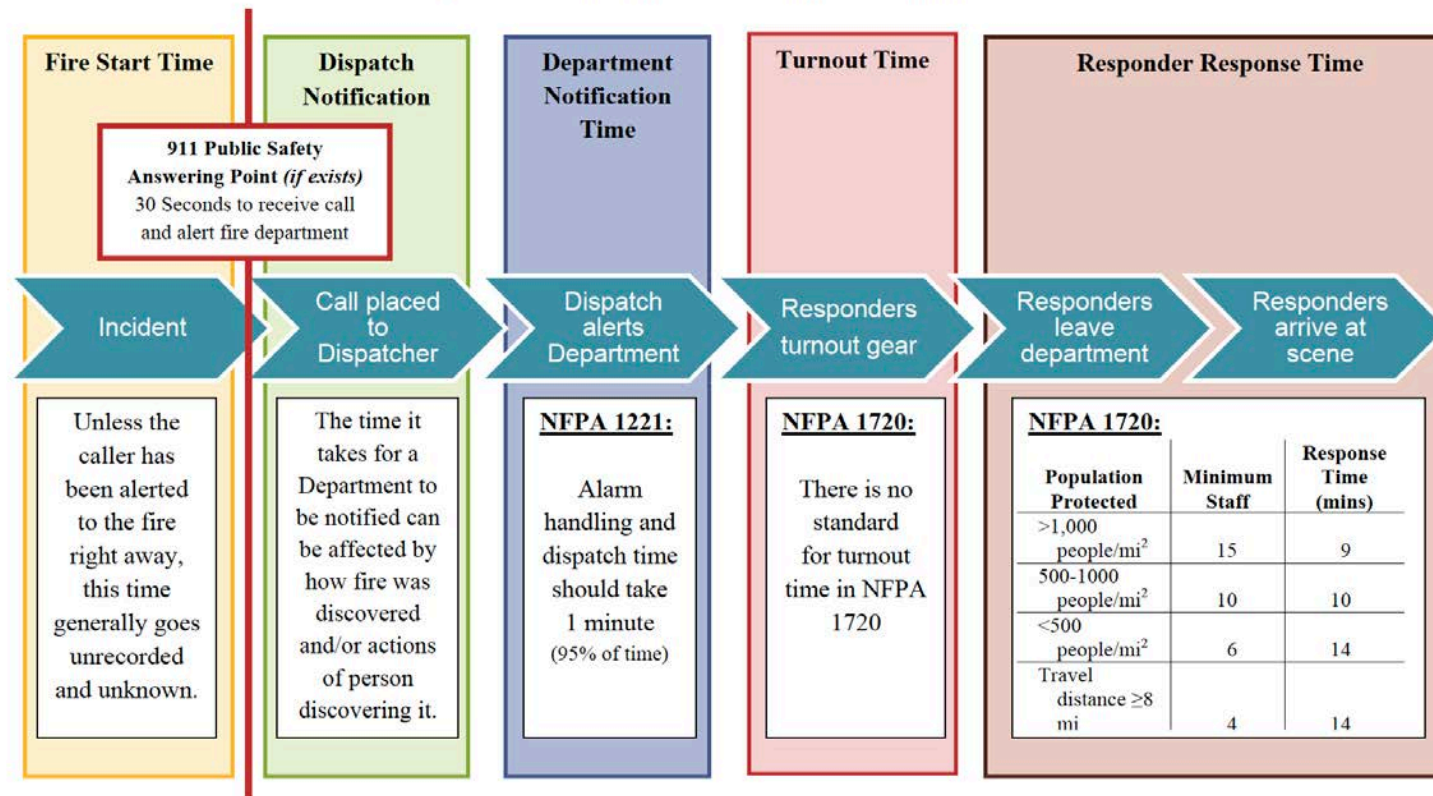 Fire Start Time
911 Public Safety
Answering Point (if exists)
30 Seconds to receive call
and alert fire department
Incident
Unless the
caller has
been alerted
to the fire
right away,
this time
generally goes
unrecorded
and unknown.
Dispatch
Notification
Call placed
to
Dispatcher
The time it
takes for a
Department to
be notified can
be affected by
how fire was
discovered
and/or actions
of person
discovering it.
Department
Notification
Time
Dispatch
alerts
Department
NFPA 1221:
Alarm
handling and
dispatch time
should take
1 minute
(95% of time)
Turnout Time
Responders
turnout gear
NFPA 1720:
There is no
standard
for turnout
time in NFPA
1720
Responder Response Time
Responders
leave
department
Responders
arrive at
scene
NFPA 1720:
Population
Protected
Minimum
Staff
Response
Time
(mins)
>1,000
people/mi² 15 9
500-1000
people/mi² 10 10
<500
people/mi² 6 14
Travel
distance ≥8
mi 4 14